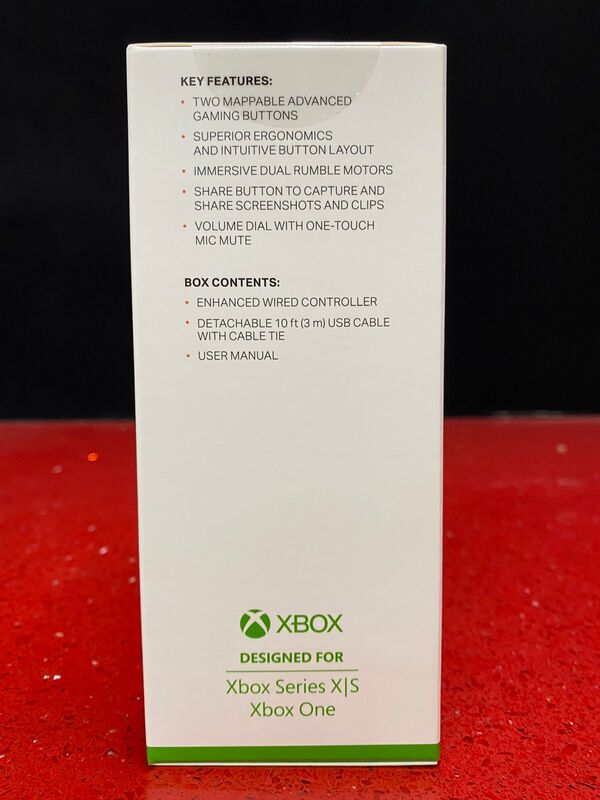 KEY FEATURES:
• TWO MAPPABLE ADVANCED
GAMING BUTTONS
• SUPERIOR ERGONOMICS
AND INTUITIVE BUTTON LAYOUT
• IMMERSIVE DUAL RUMBLE MOTORS
• SHARE BUTTON TO CAPTURE AND
SHARE SCREENSHOTS AND CLIPS
• VOLUME DIAL WITH ONE-TOUCH
MIC MUTE
BOX CONTENTS:
• ENHANCED WIRED CONTROLLER
• DETACHABLE 10 ft (3 m) USB CABLE
WITH CABLE TIE
• USER MANUAL
XBOX
DESIGNED FOR
Xbox Series X|S
Xbox One